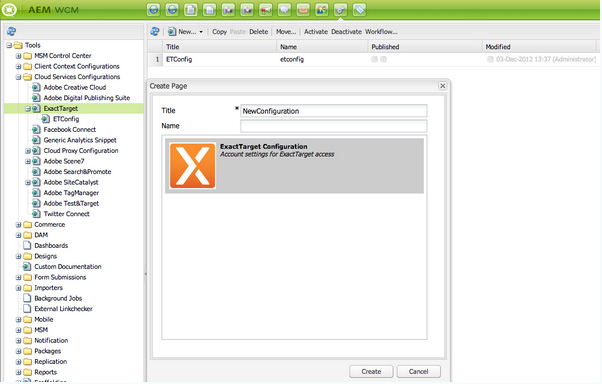 AEM WCM
New... Copy Paste Delete Move... Activate Deactivate Workflow...
Title Name Published Modified
1 ETConfig etconfig 03-Dec-2012 13:37 (Administrator)
Tools
MSM Control Center
Client Context Configurations
Cloud Services Configurations
Adobe Creative Cloud
Adobe Digital Publishing Suite
ExactTarget
ETConfig
Facebook Connect
Generic Analytics Snippet
Cloud Proxy Configuration
Adobe Scene7
Adobe Search&Promote
Adobe SiteCatalyst
Adobe TagManager
Adobe Test&Target
Twitter Connect
Commerce
DAM
Dashboards
Designs
Custom Documentation
Form Submissions
Importers
Background Jobs
External Linkchecker
Mobile
MSM
Notification
Packages
Replication
Reports
Scaffolding
Create Page
Title * NewConfiguration
Name
ExactTarget Configuration
Account settings for ExactTarget access
Create Cancel